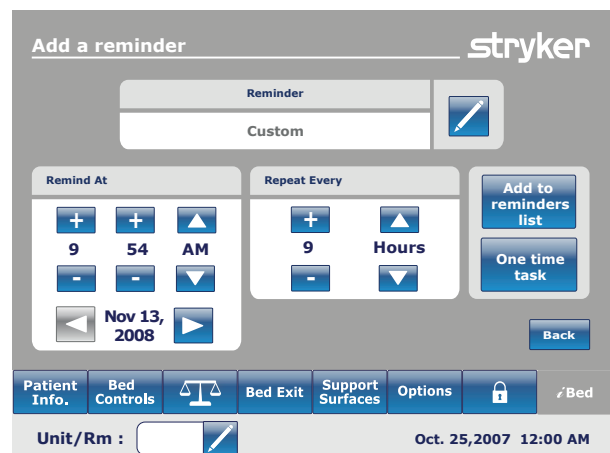 Add a reminder
stryker
Reminder
Custom
Remind At
Repeat Every
+ + +
9 54 AM 9 Hours
- - -
Nov 13,
2008
Add to
reminders
list
One time
task
Back
Patient
Info.
Bed
Controls
Bed Exit
Support
Surfaces
Options
iBed
Unit/Rm :
Oct. 25,2007 12:00 AM